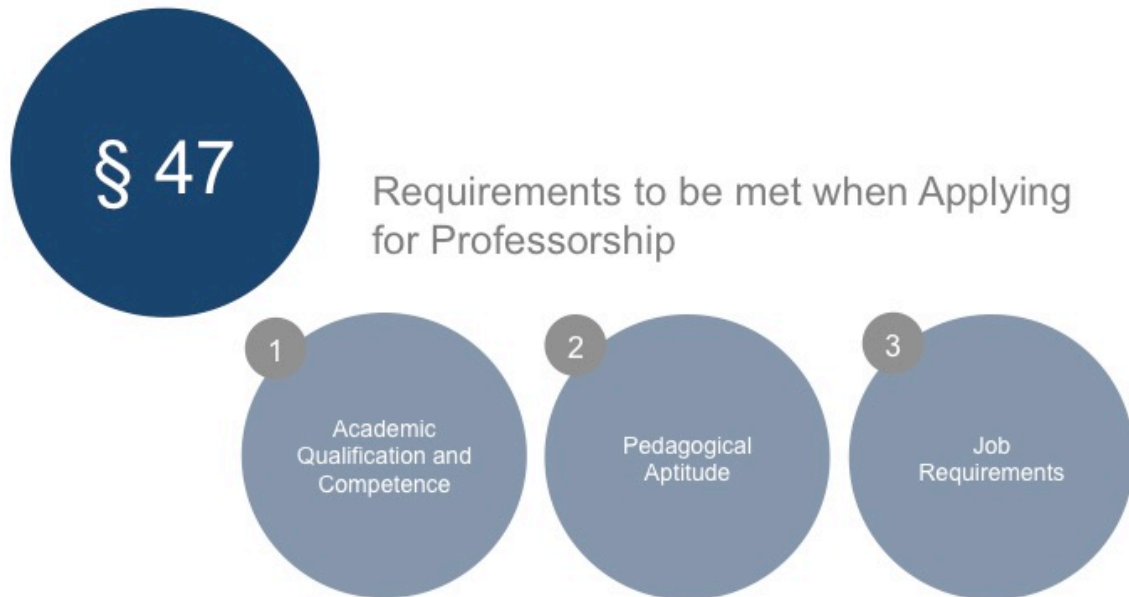 § 47
Requirements to be met when Applying
for Professorship
1
Academic
Qualification and
Competence
2
Pedagogical
Aptitude
3
Job
Requirements